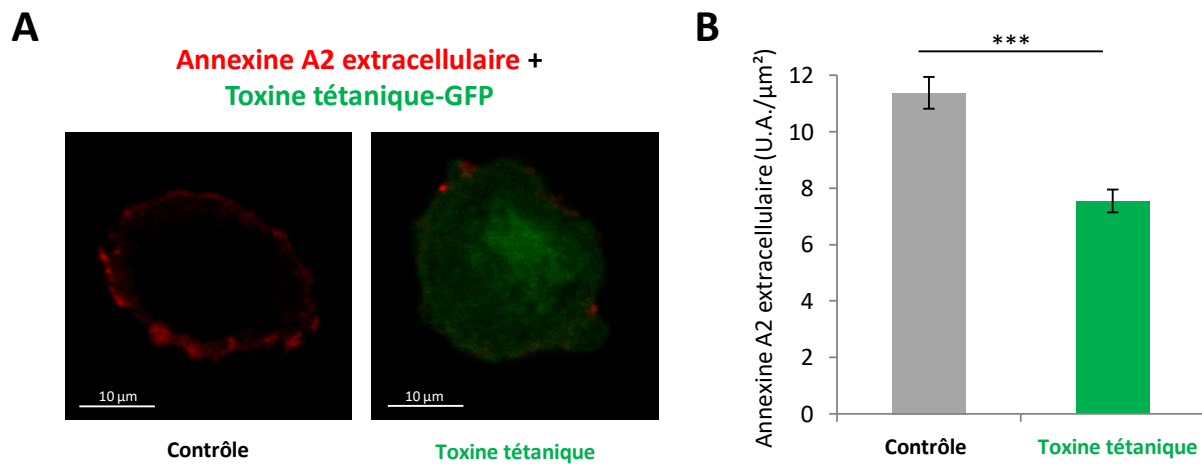 A
Annexine A2 extracellulaire +
Toxine tétanique-GFP
10 µm
10 µm
Contrôle
Toxine tétanique
B
***
Annexine A2 extracellulaire (U.A./µm²)
12
10
8
6
4
2
0
Contrôle
Toxine tétanique